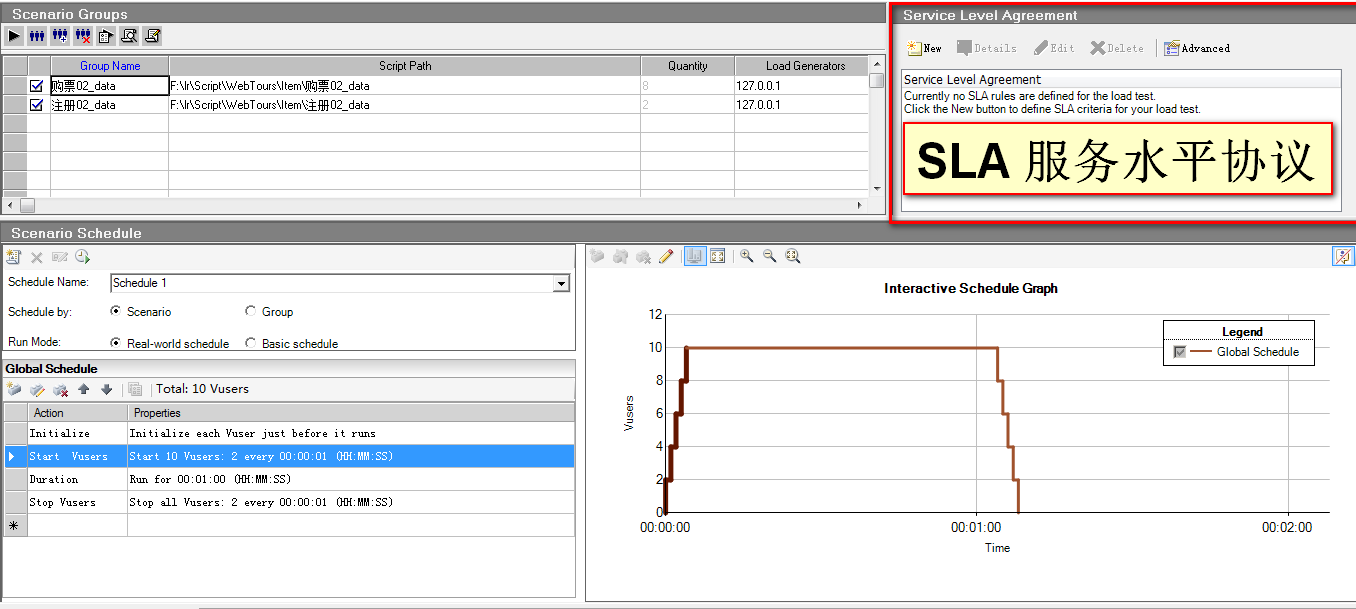 Scenario Groups
Group Name Script Path Quantity Load Generators
购票02_data F:\lr\Script\WebTours\Item\购票02_data 8 127.0.0.1
注册02_data F:\lr\Script\WebTours\Item\注册02_data 2 127.0.0.1
Service Level Agreement
New Details Edit Delete Advanced
Service Level Agreement
Currently no SLA rules are defined for the load test.
Click the New button to define SLA criteria for your load test.
SLA 服务水平协议
Scenario Schedule
Schedule Name: Schedule 1
Schedule by: Scenario Group
Run Mode: Real-world schedule Basic schedule
Global Schedule
Total: 10 Vusers
Action Properties
Initialize Initialize each Vuser just before it runs
Start Vusers Start 10 Vusers: 2 every 00:00:01 (HH:MM:SS)
Duration Run for 00:01:00 (HH:MM:SS)
Stop Vusers Stop all Vusers: 2 every 00:00:01 (HH:MM:SS)
Interactive Schedule Graph
Legend
Global Schedule
Vusers
12
10
8
6
4
2
0
00:00:00 00:01:00 00:02:00
Time